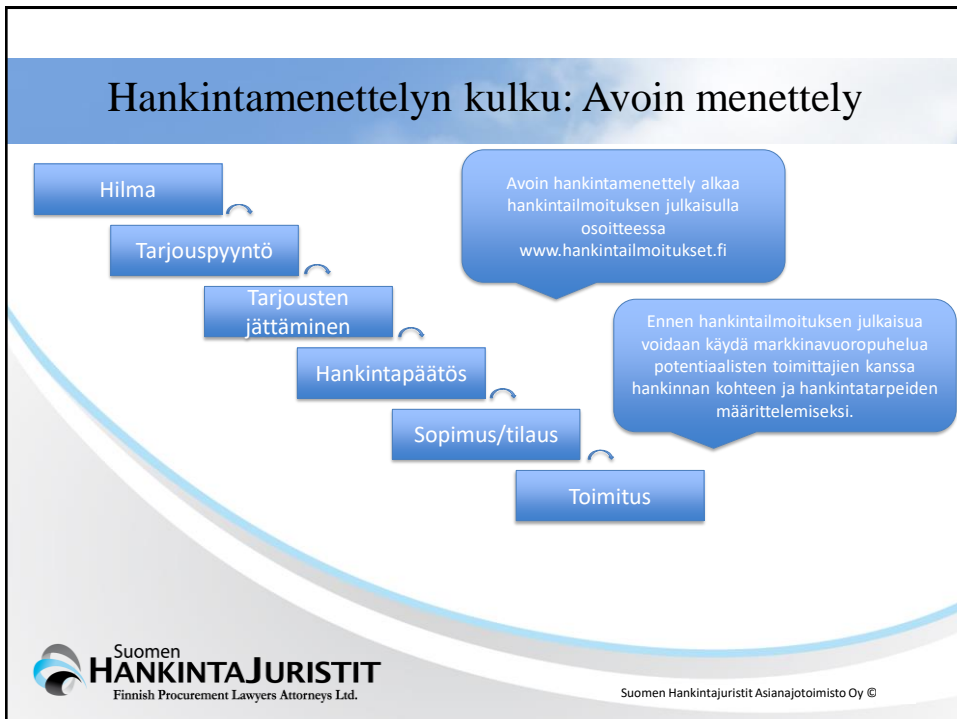 Hankintamenettelyn kulku: Avoin menettely
Hilma
Tarjouspyyntö
Tarjousten
jättäminen
Hankintapäätös
Sopimus/tilaus
Toimitus
Avoin hankintamenettely alkaa
hankintailmoituksen julkaisulla
osoitteessa
www.hankintailmoitukset.fi
Ennen hankintailmoituksen julkaisua
voidaan käydä markkinavuoropuhelua
potentiaalisten toimittajien kanssa
hankinnan kohteen ja hankintatarpeiden
määrittelemiseksi.
Suomen
HANKINTAJURISTIT
Finnish Procurement Lawyers Attorneys Ltd.
Suomen Hankintajuristit Asianajotoimisto Oy ©